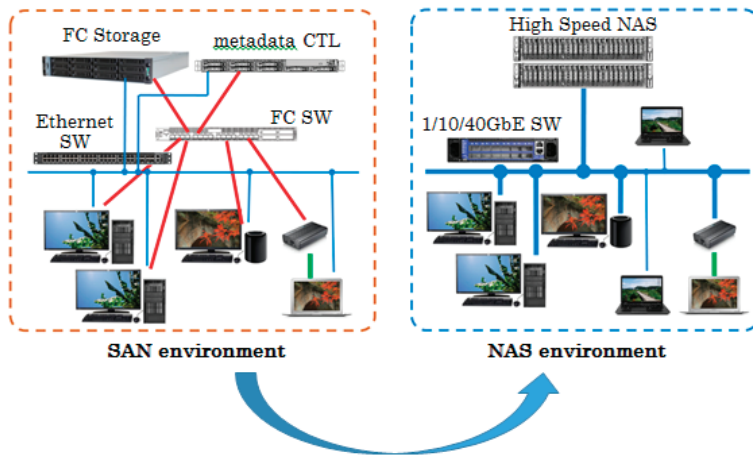 FC Storage
metadata CTL
Ethernet
SW
FC SW
SAN environment
High Speed NAS
1/10/40GbE SW
NAS environment